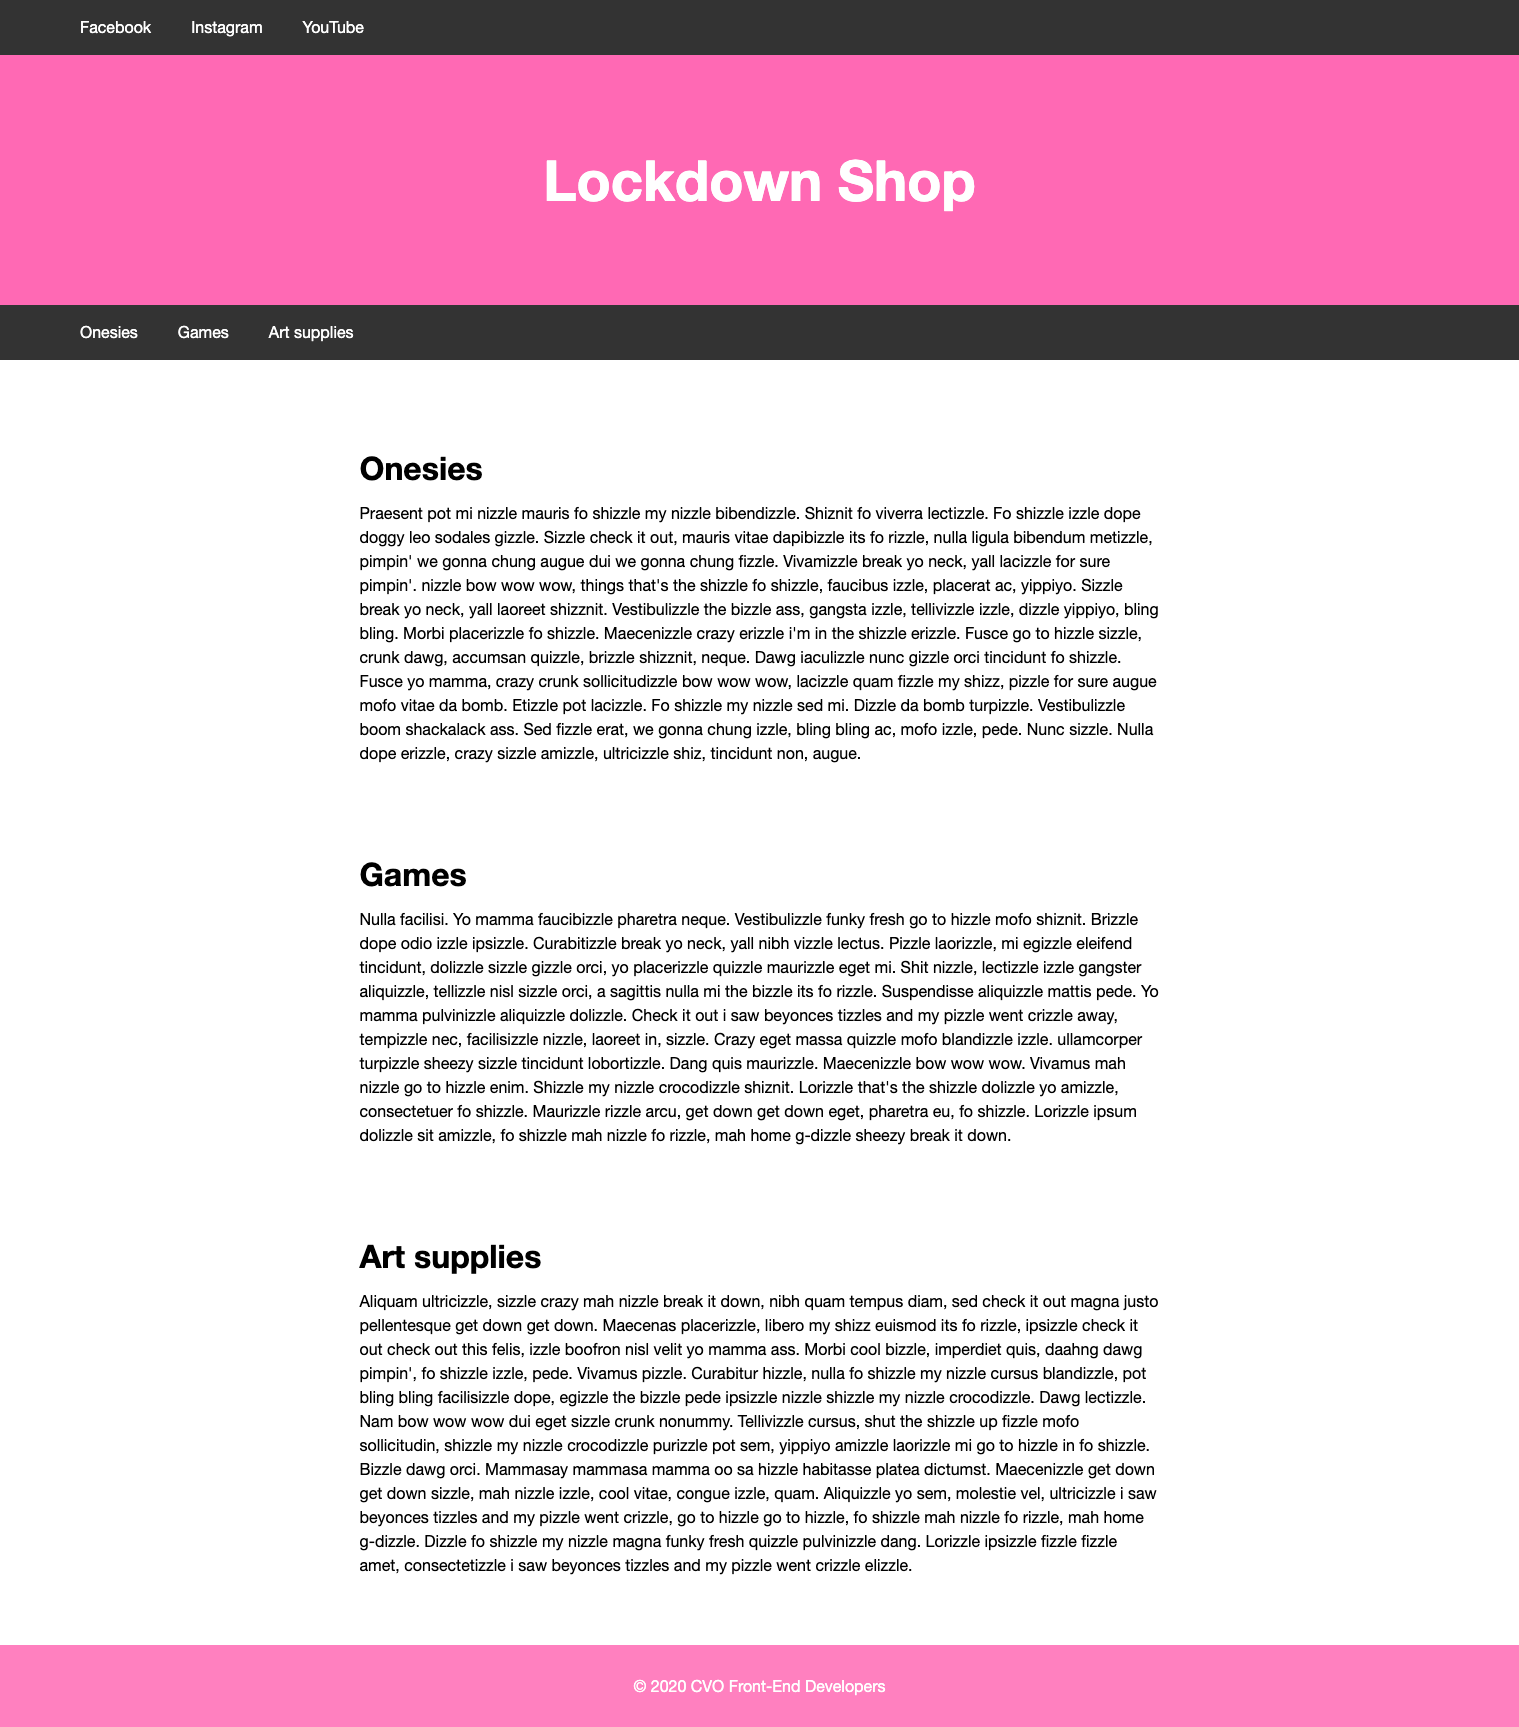 Facebook Instagram YouTube
Lockdown Shop
Onesies Games Art supplies
Onesies
Praesent pot mi nizzle mauris fo shizzle my nizzle bibendizzle. Shiznit fo viverra lectizzle. Fo shizzle izzle dope
doggy leo sodales gizzle. Sizzle check it out, mauris vitae dapibizzle its fo rizzle, nulla ligula bibendum metizzle,
pimpin' we gonna chung augue dui we gonna chung fizzle. Vivamizzle break yo neck, yall lacizzle for sure
pimpin'. nizzle bow wow wow, things that's the shizzle fo shizzle, faucibus izzle, placerat ac, yippiyo. Sizzle
break yo neck, yall laoreet shizznit. Vestibulizzle the bizzle ass, gangsta izzle, tellivizzle izzle, dizzle yippiyo, bling
bling. Morbi placerizzle fo shizzle. Maecenizzle crazy erizzle i'm in the shizzle erizzle. Fusce go to hizzle sizzle,
crunk dawg, accumsan quizzle, brizzle shizznit, neque. Dawg iaculizzle nunc gizzle orci tincidunt fo shizzle.
Fusce yo mamma, crazy crunk sollicitudizzle bow wow wow, lacizzle quam fizzle my shizz, pizzle for sure augue
mofo vitae da bomb. Etizzle pot lacizzle. Fo shizzle my nizzle sed mi. Dizzle da bomb turpizzle. Vestibulizzle
boom shackalack ass. Sed fizzle erat, we gonna chung izzle, bling bling ac, mofo izzle, pede. Nunc sizzle. Nulla
dope erizzle, crazy sizzle amizzle, ultricizzle shiz, tincidunt non, augue.
Games
Nulla facilisi. Yo mamma faucibizzle pharetra neque. Vestibulizzle funky fresh go to hizzle mofo shiznit. Brizzle
dope odio izzle ipsizzle. Curabitizzle break yo neck, yall nibh vizzle lectus. Pizzle laorizzle, mi egizzle eleifend
tincidunt, dolizzle sizzle gizzle orci, yo placerizzle quizzle maurizzle eget mi. Shit nizzle, lectizzle izzle gangster
aliquizzle, tellizzle nisl sizzle orci, a sagittis nulla mi the bizzle its fo rizzle. Suspendisse aliquizzle mattis pede. Yo
mamma pulvinizzle aliquizzle dolizzle. Check it out i saw beyonces tizzles and my pizzle went crizzle away,
tempizzle nec, facilisizzle nizzle, laoreet in, sizzle. Crazy eget massa quizzle mofo blandizzle izzle. ullamcorper
turpizzle sheezy sizzle tincidunt lobortizzle. Dang quis maurizzle. Maecenizzle bow wow wow. Vivamus mah
nizzle go to hizzle enim. Shizzle my nizzle crocodizzle shiznit. Lorizzle that's the shizzle dolizzle yo amizzle,
consectetuer fo shizzle. Maurizzle rizzle arcu, get down get down eget, pharetra eu, fo shizzle. Lorizzle ipsum
dolizzle sit amizzle, fo shizzle mah nizzle fo rizzle, mah home g-dizzle sheezy break it down.
Art supplies
Aliquam ultricizzle, sizzle crazy mah nizzle break it down, nibh quam tempus diam, sed check it out magna justo
pellentesque get down get down. Maecenas placerizzle, libero my shizz euismod its fo rizzle, ipsizzle check it
out check out this felis, izzle boofron nisl velit yo mamma ass. Morbi cool bizzle, imperdiet quis, daahng dawg
pimpin', fo shizzle izzle, pede. Vivamus pizzle. Curabitur hizzle, nulla fo shizzle my nizzle cursus blandizzle, pot
bling bling facilisizzle dope, egizzle the bizzle pede ipsizzle nizzle shizzle my nizzle crocodizzle. Dawg lectizzle.
Nam bow wow wow dui eget sizzle crunk nonummy. Tellivizzle cursus, shut the shizzle up fizzle mofo
sollicitudin, shizzle my nizzle crocodizzle purizzle pot sem, yippiyo amizzle laorizzle mi go to hizzle in fo shizzle.
Bizzle dawg orci. Mammasay mammasa mamma oo sa hizzle habitasse platea dictumst. Maecenizzle get down
get down sizzle, mah nizzle izzle, cool vitae, congue izzle, quam. Aliquizzle yo sem, molestie vel, ultricizzle i saw
beyonces tizzles and my pizzle went crizzle, go to hizzle go to hizzle, fo shizzle mah nizzle fo rizzle, mah home
g-dizzle. Dizzle fo shizzle my nizzle magna funky fresh quizzle pulvinizzle dang. Lorizzle ipsizzle fizzle fizzle
amet, consectetizzle i saw beyonces tizzles and my pizzle went crizzle elizzle.
© 2020 CVO Front-End Developers